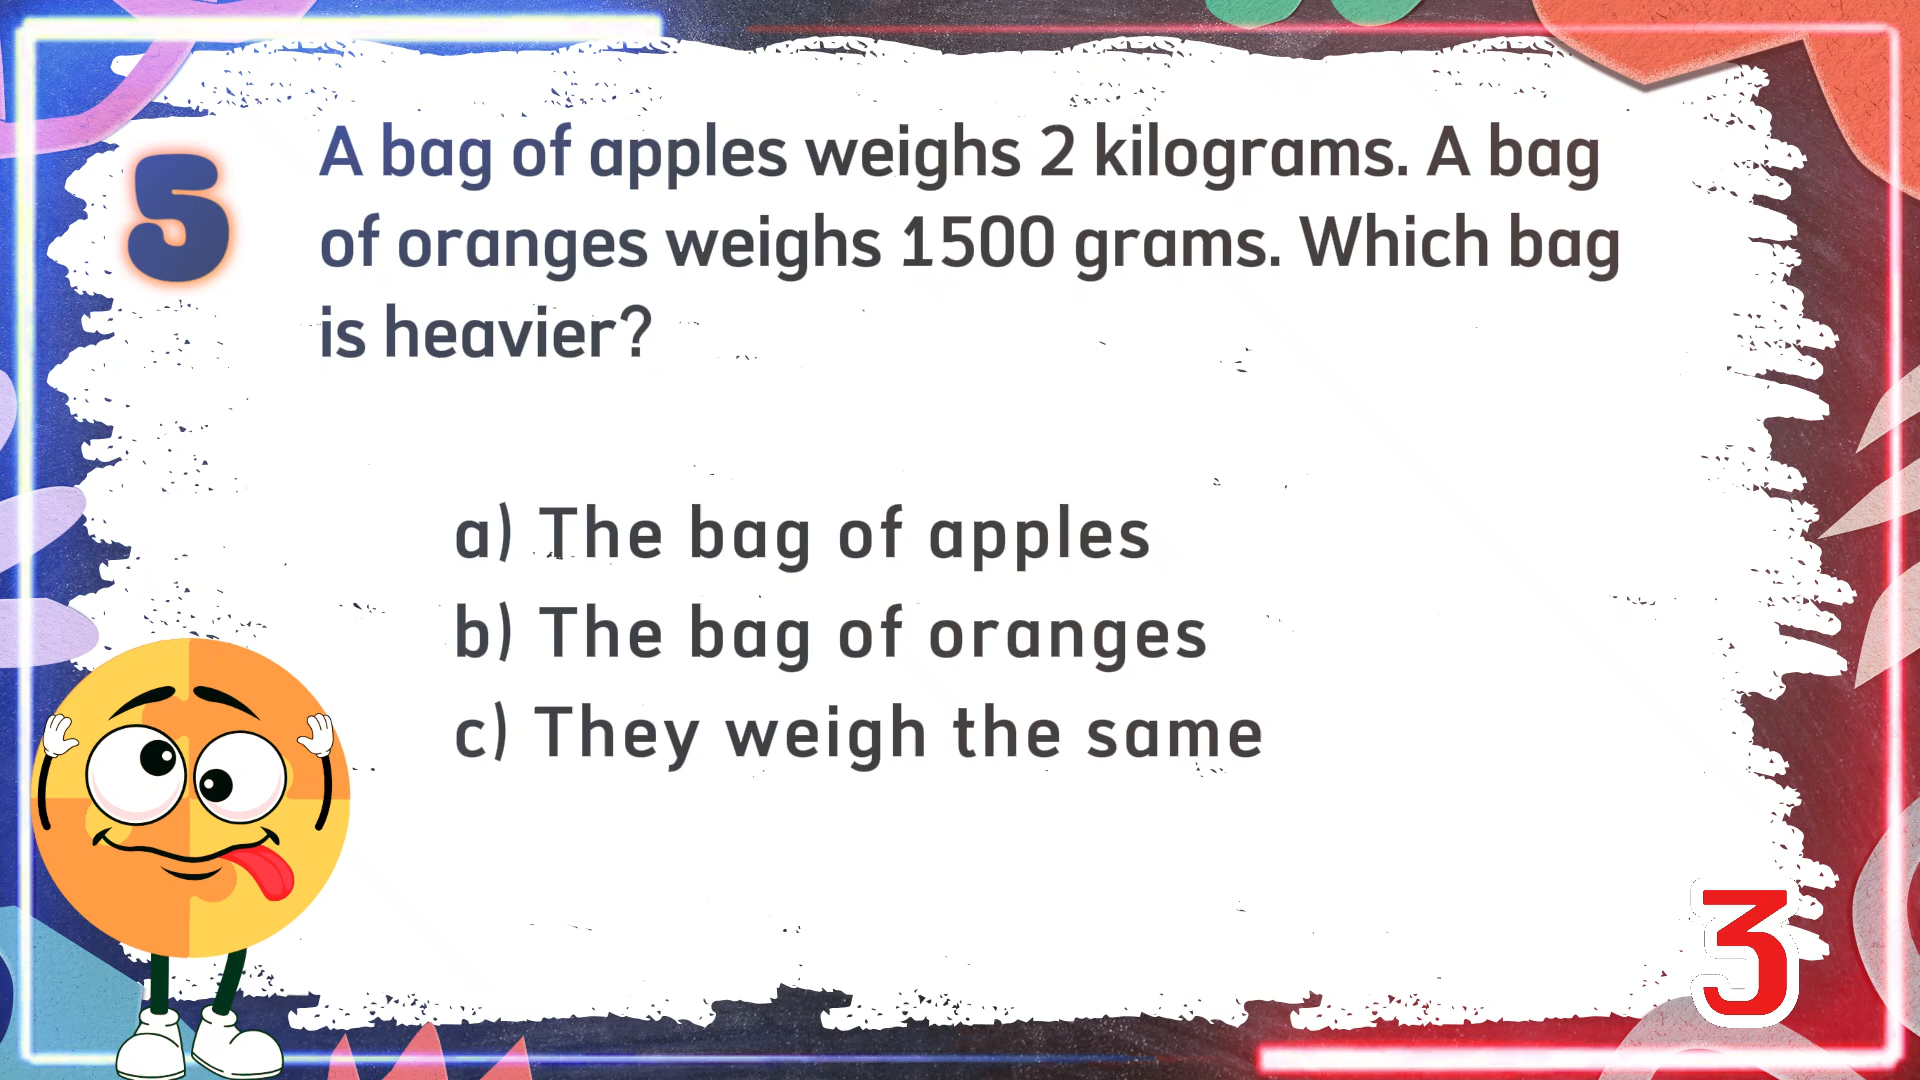 5
A bag of apples weighs 2 kilograms. A bag
of oranges weighs 1500 grams. Which bag
is heavier?
a) The bag of apples
b) The bag of oranges
c) They weigh the same
3